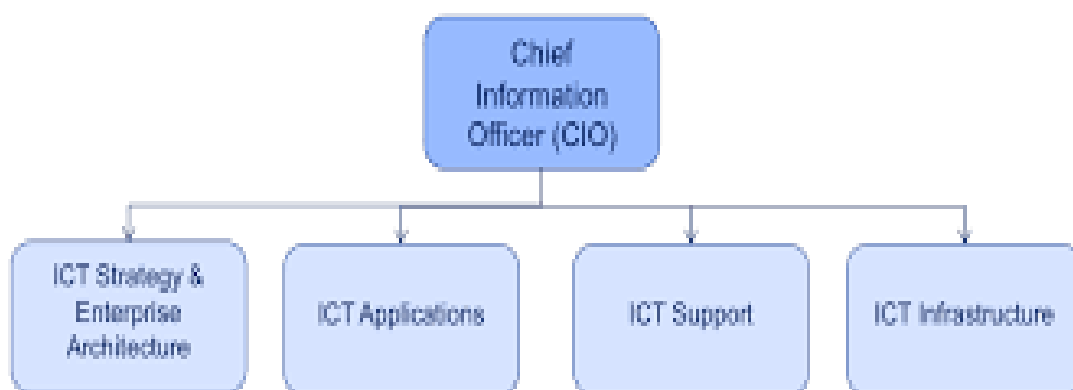 Chief
Information
Officer (CIO)
ICT Strategy &
Enterprise
Architecture
ICT Applications
ICT Support
ICT Infrastructure